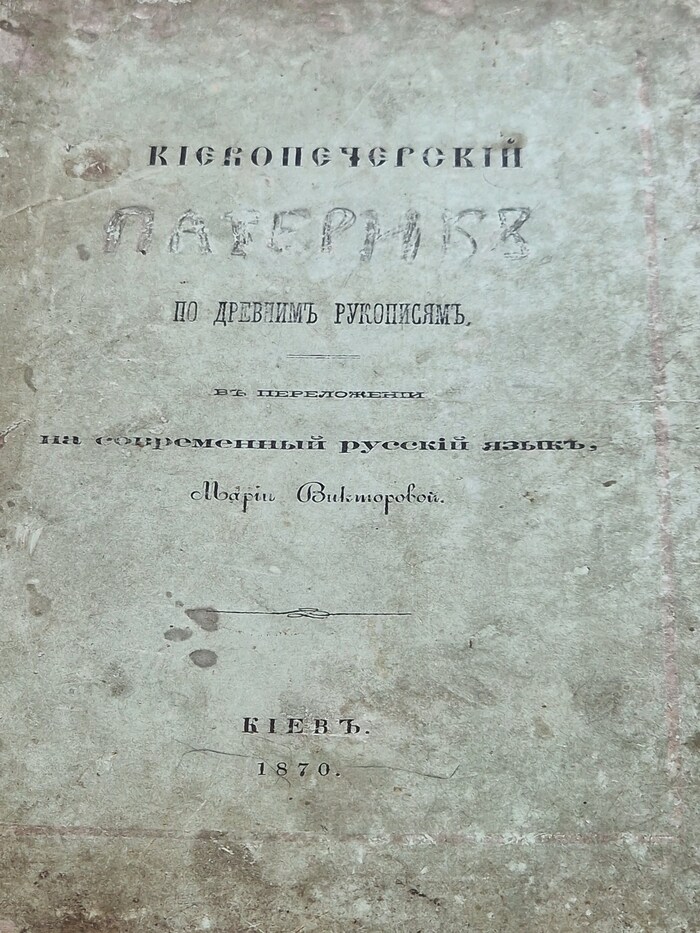 КІЕВОПЕЧЕРСКІЙ
ПАТЕРИКЪ
ПО ДРЕВНИМЪ РУКОПИСЯМЪ,
ВЪ ПЕРЕЛОЖЕНІИ
на современный русскій языкъ,
Маріи Викторовой.
КІЕВЪ.
1870.